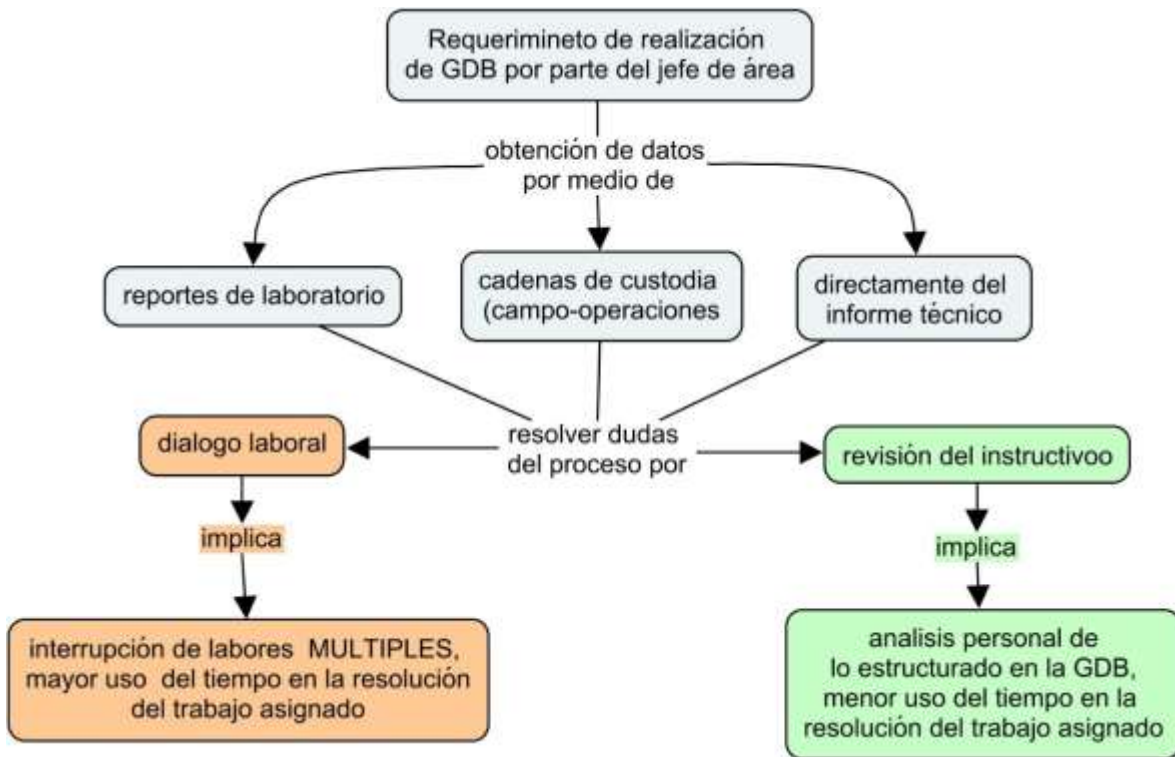 Requerimineto de realización
de GDB por parte del jefe de área
obtención de datos
por medio de
reportes de laboratorio
cadenas de custodia
(campo-operaciones
directamente del
informe técnico
dialogo laboral
resolver dudas
del proceso por
revisión del instructivoo
implica
implica
interrupción de labores MULTIPLES,
mayor uso del tiempo en la resolución
del trabajo asignado
analisis personal de
lo estructurado en la GDB,
menor uso del tiempo en la
resolución del trabajo asignado